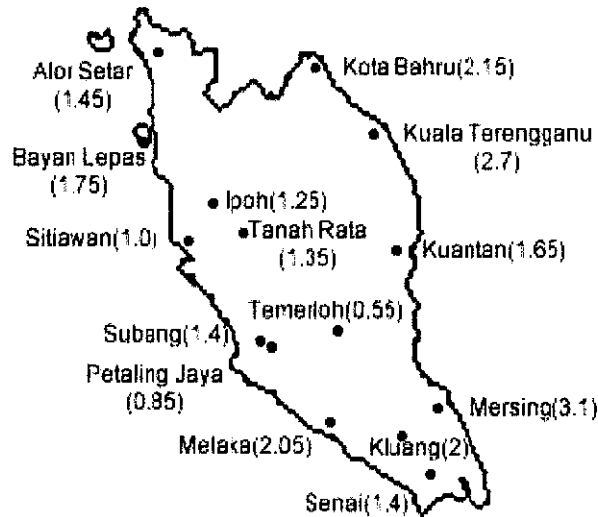 Alor Setar
(1.45)
Kota Bahru(2.15)
Kuala Terengganu
(2.7)
Bayan Lepas
(1.75)
Ipoh(1.25)
Tanah Rata
(1.35)
Sitiawan(1.0)
Kuantan(1.65)
Temerloh(0.55)
Subang(1.4)
Petaling Jaya
(0.85)
Mersing(3.1)
Melaka(2.05)
Kluang(2)
Senai(1.4)